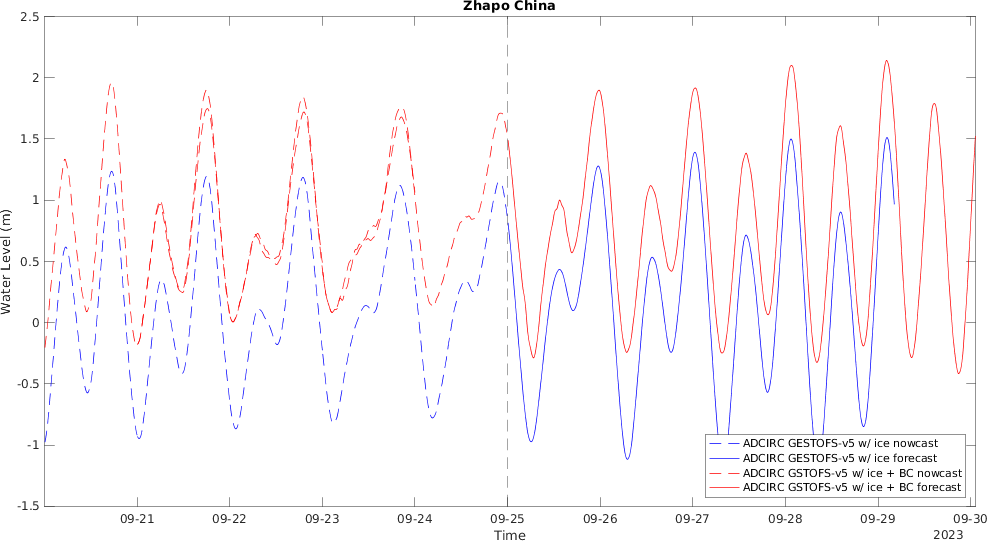 Zhapo China
2.5
2
1.5
1
0.5
0
-0.5
-1
-1.5
Water Level (m)
ADCIRC GESTOFS-v5 w/ ice nowcast
ADCIRC GESTOFS-v5 w/ ice forecast
ADCIRC GSTOFS-v5 w/ ice + BC nowcast
ADCIRC GSTOFS-v5 w/ ice + BC forecast
09-21 09-22 09-23 09-24 09-25 09-26 09-27 09-28 09-29 09-30
Time
2023